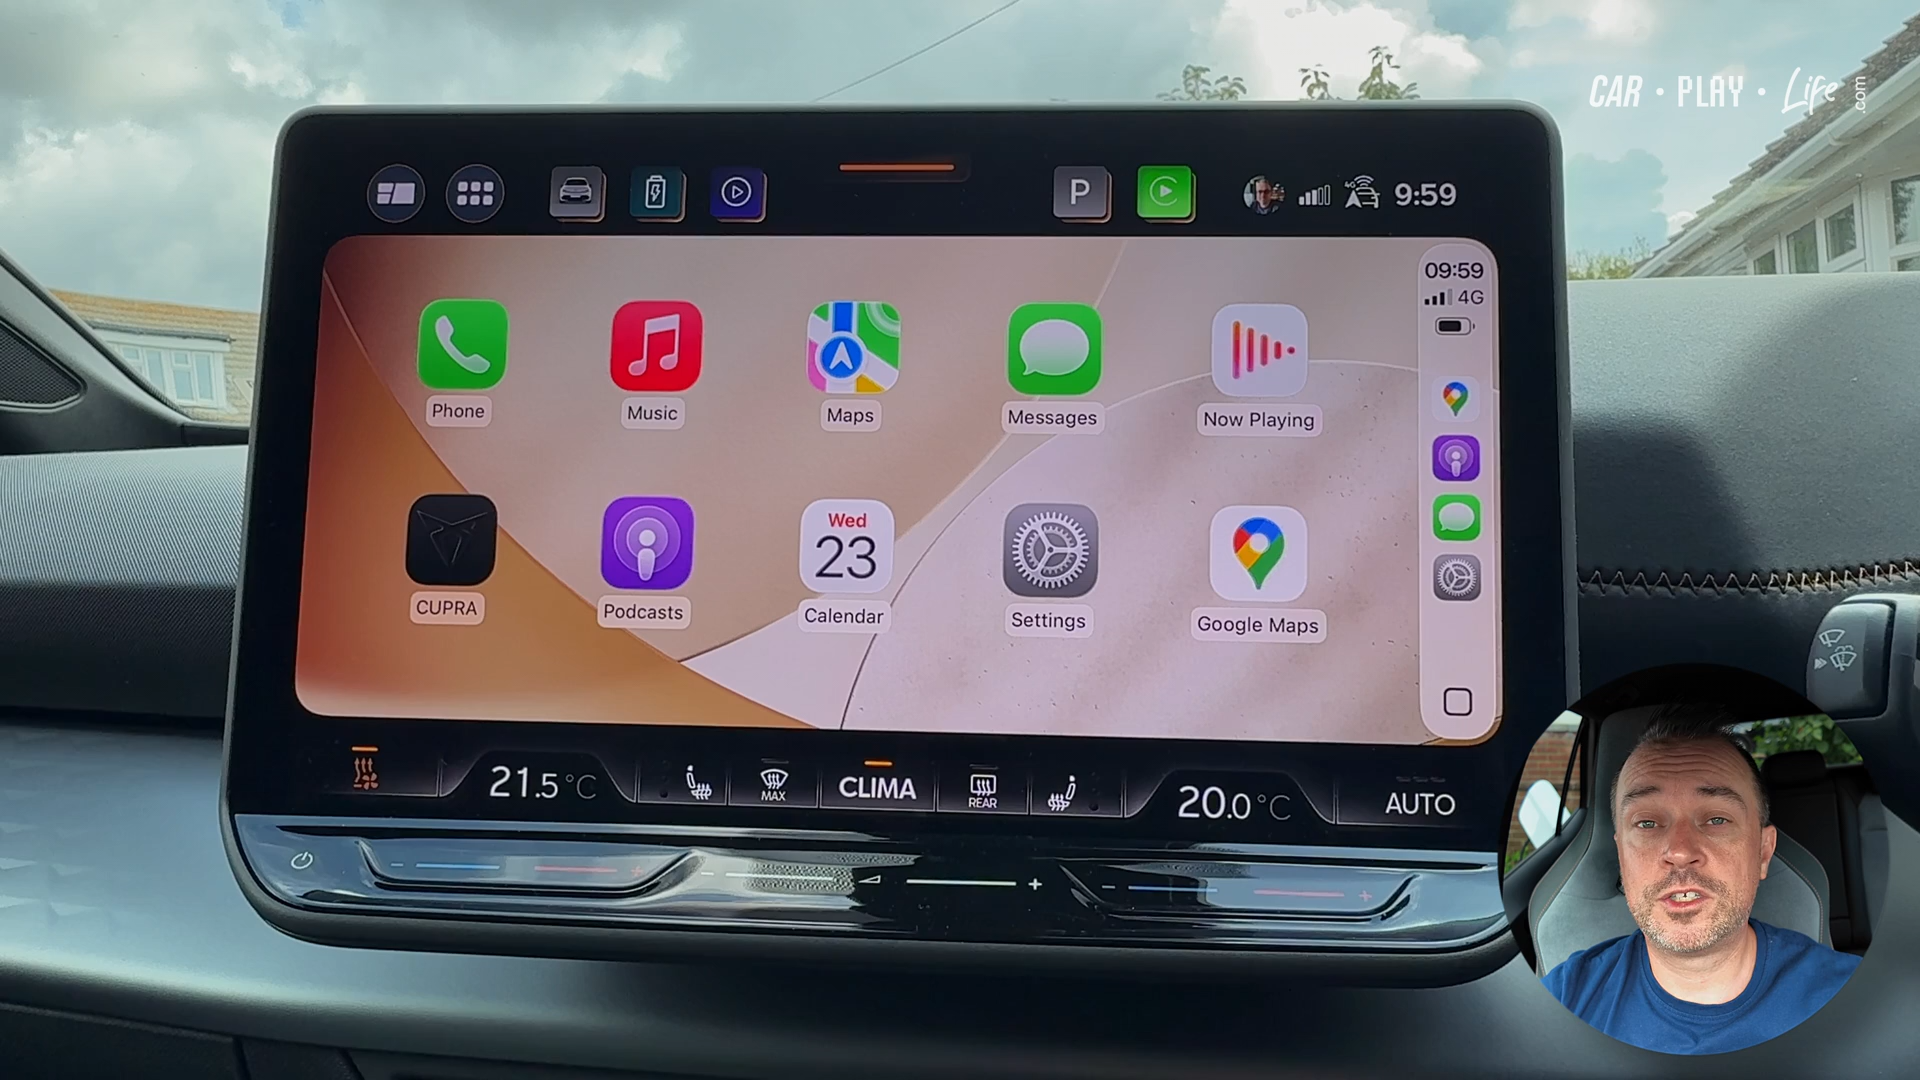 CAR • PLAY • Life .com
P
9:59
09:59
4G
Phone
Music
Maps
Messages
Now Playing
Wed
23
CUPRA
Podcasts
Calendar
Settings
Google Maps
21.5°C
MAX
CLIMA
REAR
20.0°C
AUTO